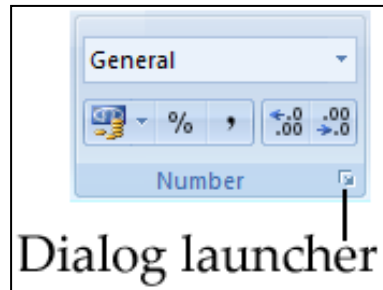 General
% , .0 .00 .00 .0
Number
Dialog launcher